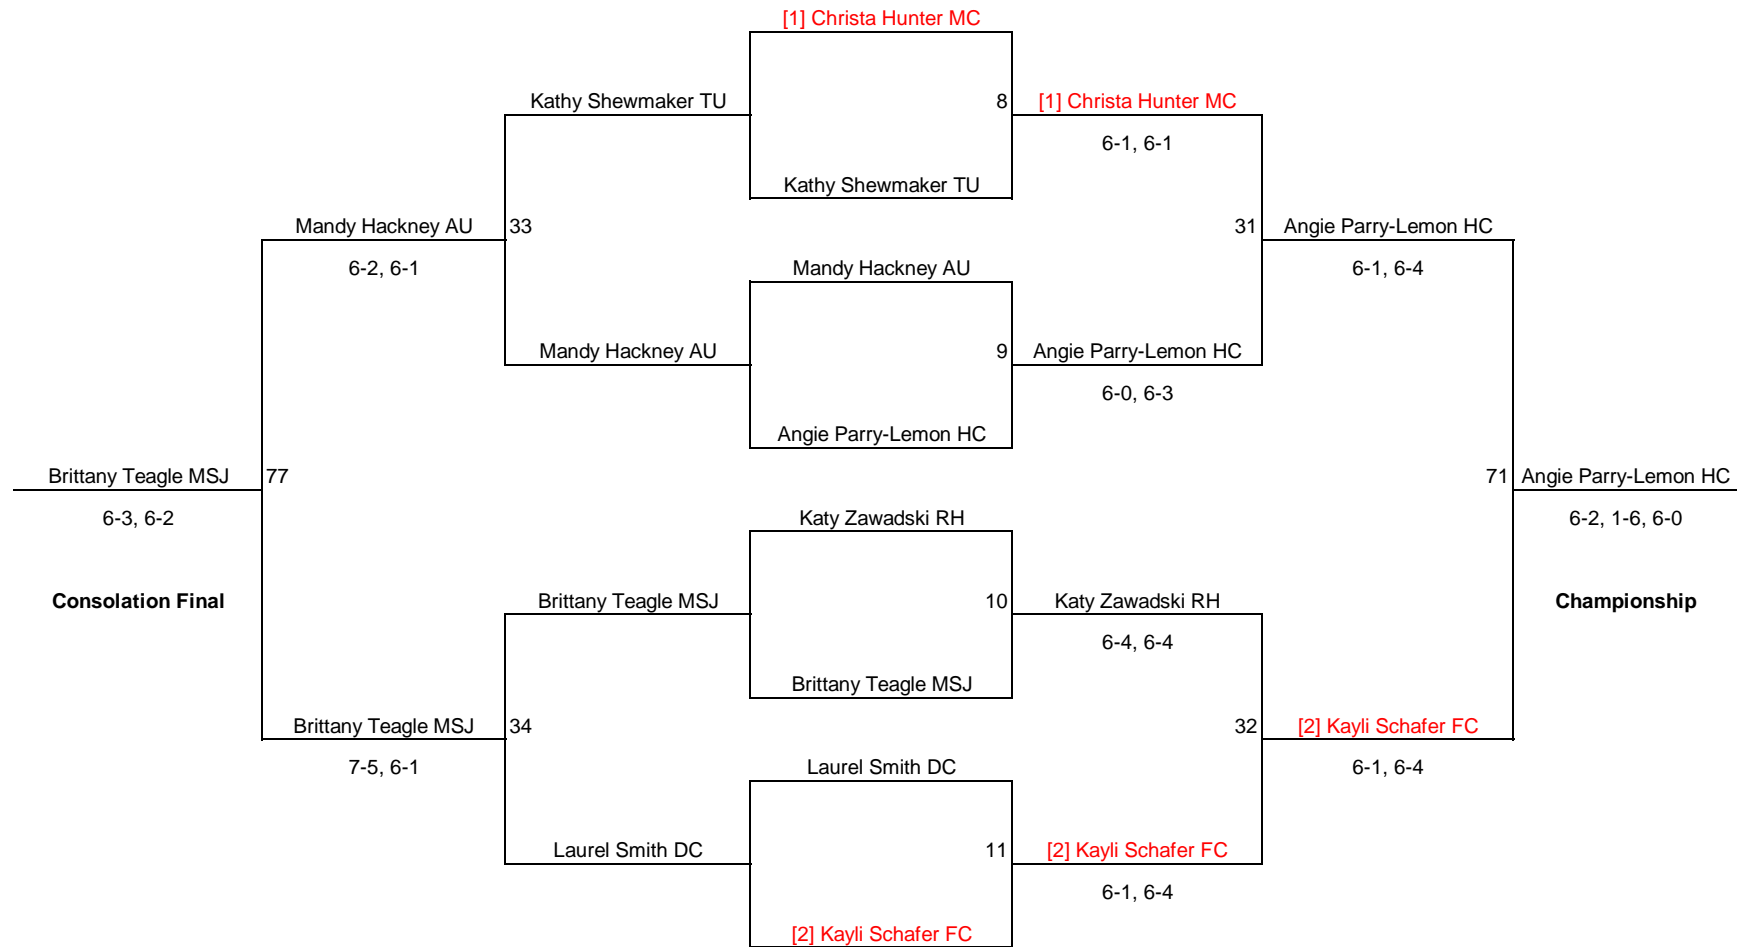 [1] Christa Hunter MC
Kathy Shewmaker TU
8
[1] Christa Hunter MC
6-1, 6-1
Kathy Shewmaker TU
Mandy Hackney AU
33
31
Angie Parry-Lemon HC
6-2, 6-1
Mandy Hackney AU
6-1, 6-4
Mandy Hackney AU
9
Angie Parry-Lemon HC
6-0, 6-3
Angie Parry-Lemon HC
Brittany Teagle MSJ
77
71
Angie Parry-Lemon HC
6-3, 6-2
Katy Zawadski RH
6-2, 1-6, 6-0
Consolation Final
Brittany Teagle MSJ
10
Katy Zawadski RH
Championship
6-4, 6-4
Brittany Teagle MSJ
Brittany Teagle MSJ
34
32
[2] Kayli Schafer FC
7-5, 6-1
Laurel Smith DC
6-1, 6-4
Laurel Smith DC
11
[2] Kayli Schafer FC
6-1, 6-4
[2] Kayli Schafer FC